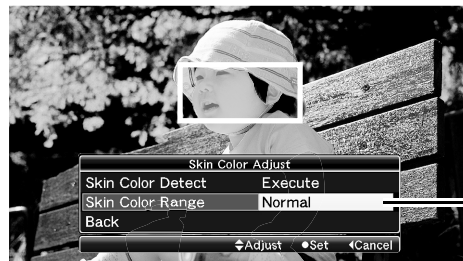 Skin Color Adjust
Skin Color Detect Execute
Skin Color Range Normal
Back
Adjust Set Cancel